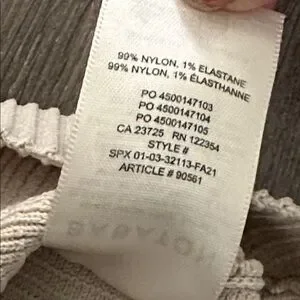 99% NYLON, 1% ELASTANE
99% NYLON, 1% ÉLASTHANNE
PO 4500147103
PO 4500147104
PO 4500147105
CA 23725 RN 122354
STYLE #
SPX 01-03-32113-FA21
ARTICLE # 90561